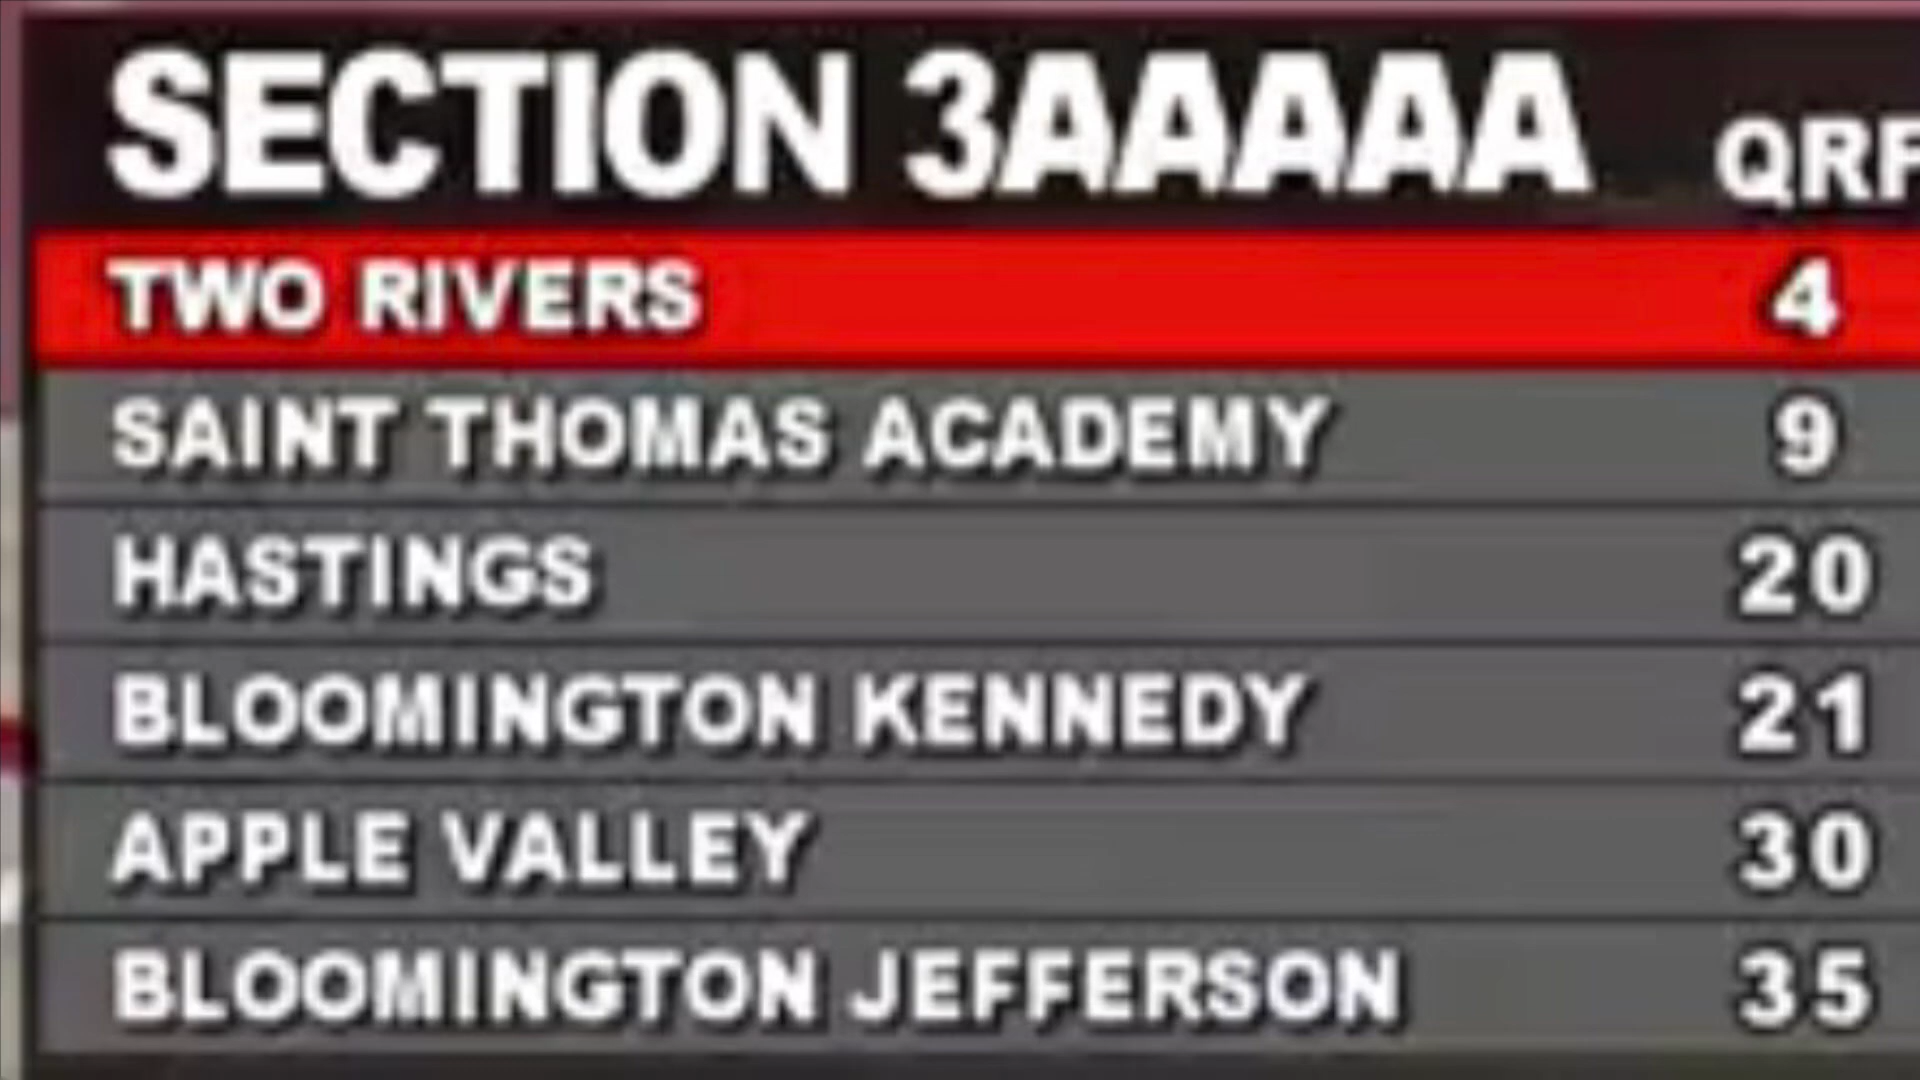 SECTION 3AAAAA QRF
TWO RIVERS 4
SAINT THOMAS ACADEMY 9
HASTINGS 20
BLOOMINGTON KENNEDY 21
APPLE VALLEY 30
BLOOMINGTON JEFFERSON 35